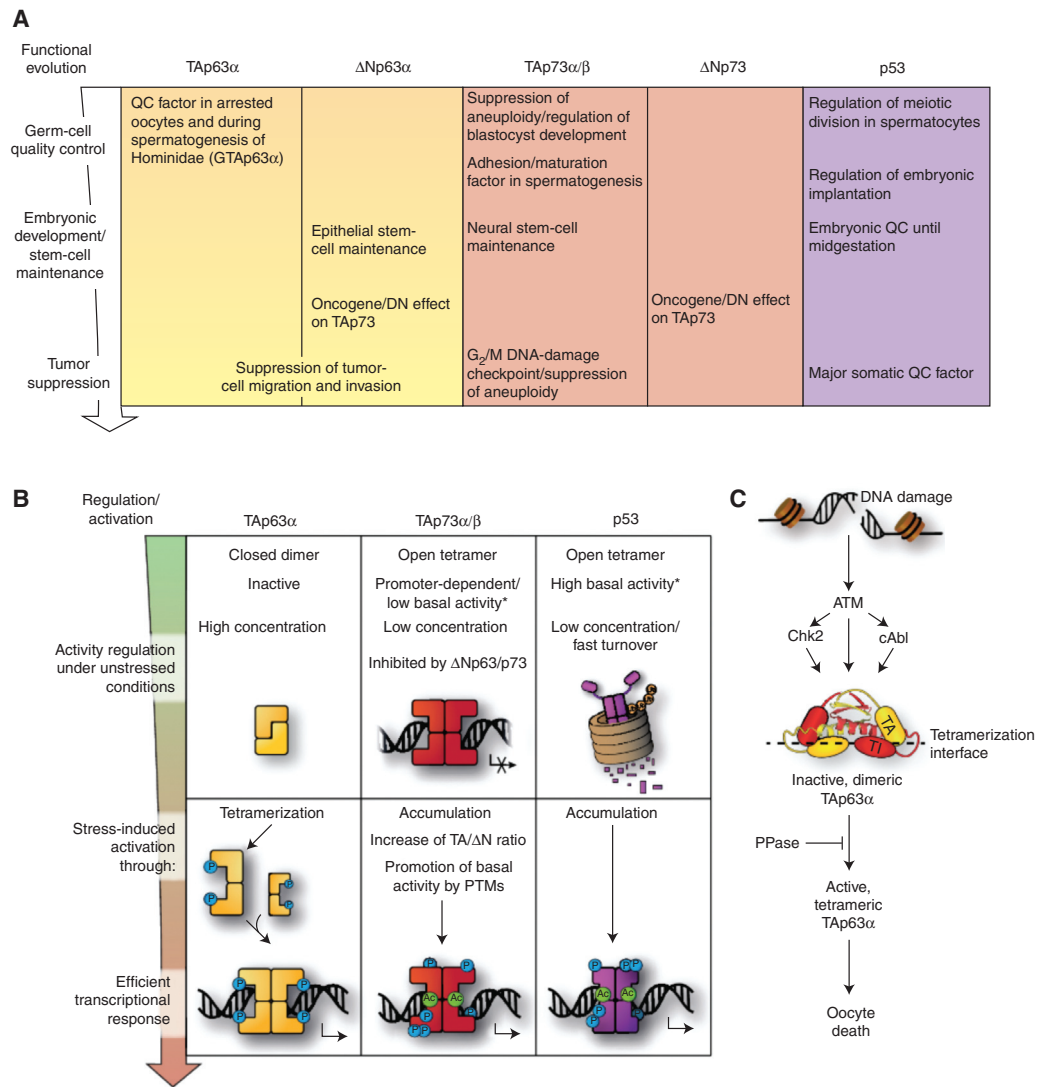 A
Functional
evolution
TAp63α
ΔNp63α
TAp73α/β
ΔNp73
p53
Germ-cell
quality control
QC factor in arrested
oocytes and during
spermatogenesis of
Hominidae (GTAp63α)
Suppression of
aneuploidy/regulation of
blastocyst development
Adhesion/maturation
factor in spermatogenesis
Regulation of meiotic
division in spermatocytes
Regulation of embryonic
implantation
Embryonic
development/
stem-cell
maintenance
Epithelial stem-
cell maintenance
Neural stem-cell
maintenance
Embryonic QC until
midgestation
Oncogene/DN effect
on TAp73
Oncogene/DN effect
on TAp73
Tumor
suppression
Suppression of tumor-
cell migration and invasion
G2/M DNA-damage
checkpoint/suppression
of aneuploidy
Major somatic QC factor
B
Regulation/
activation
TAp63α
TAp73α/β
p53
Activity regulation
under unstressed
conditions
Closed dimer
Inactive
High concentration
Open tetramer
Promoter-dependent/
low basal activity*
Low concentration
Inhibited by ΔNp63/p73
Open tetramer
High basal activity*
Low concentration/
fast turnover
Stress-induced
activation
through:
Tetramerization
P
P
P
P
Accumulation
Increase of TA/ΔN ratio
Promotion of basal
activity by PTMs
Accumulation
Efficient
transcriptional
response
P
P
P
P
P
P
Ac
Ac
P
P
P
P
P
P
Ac
Ac
P
P
P
C
DNA damage
ATM
Chk2
cAbl
TA
TI
Tetramerization
interface
Inactive, dimeric
TAp63α
PPase
Active,
tetrameric
TAp63α
Oocyte
death